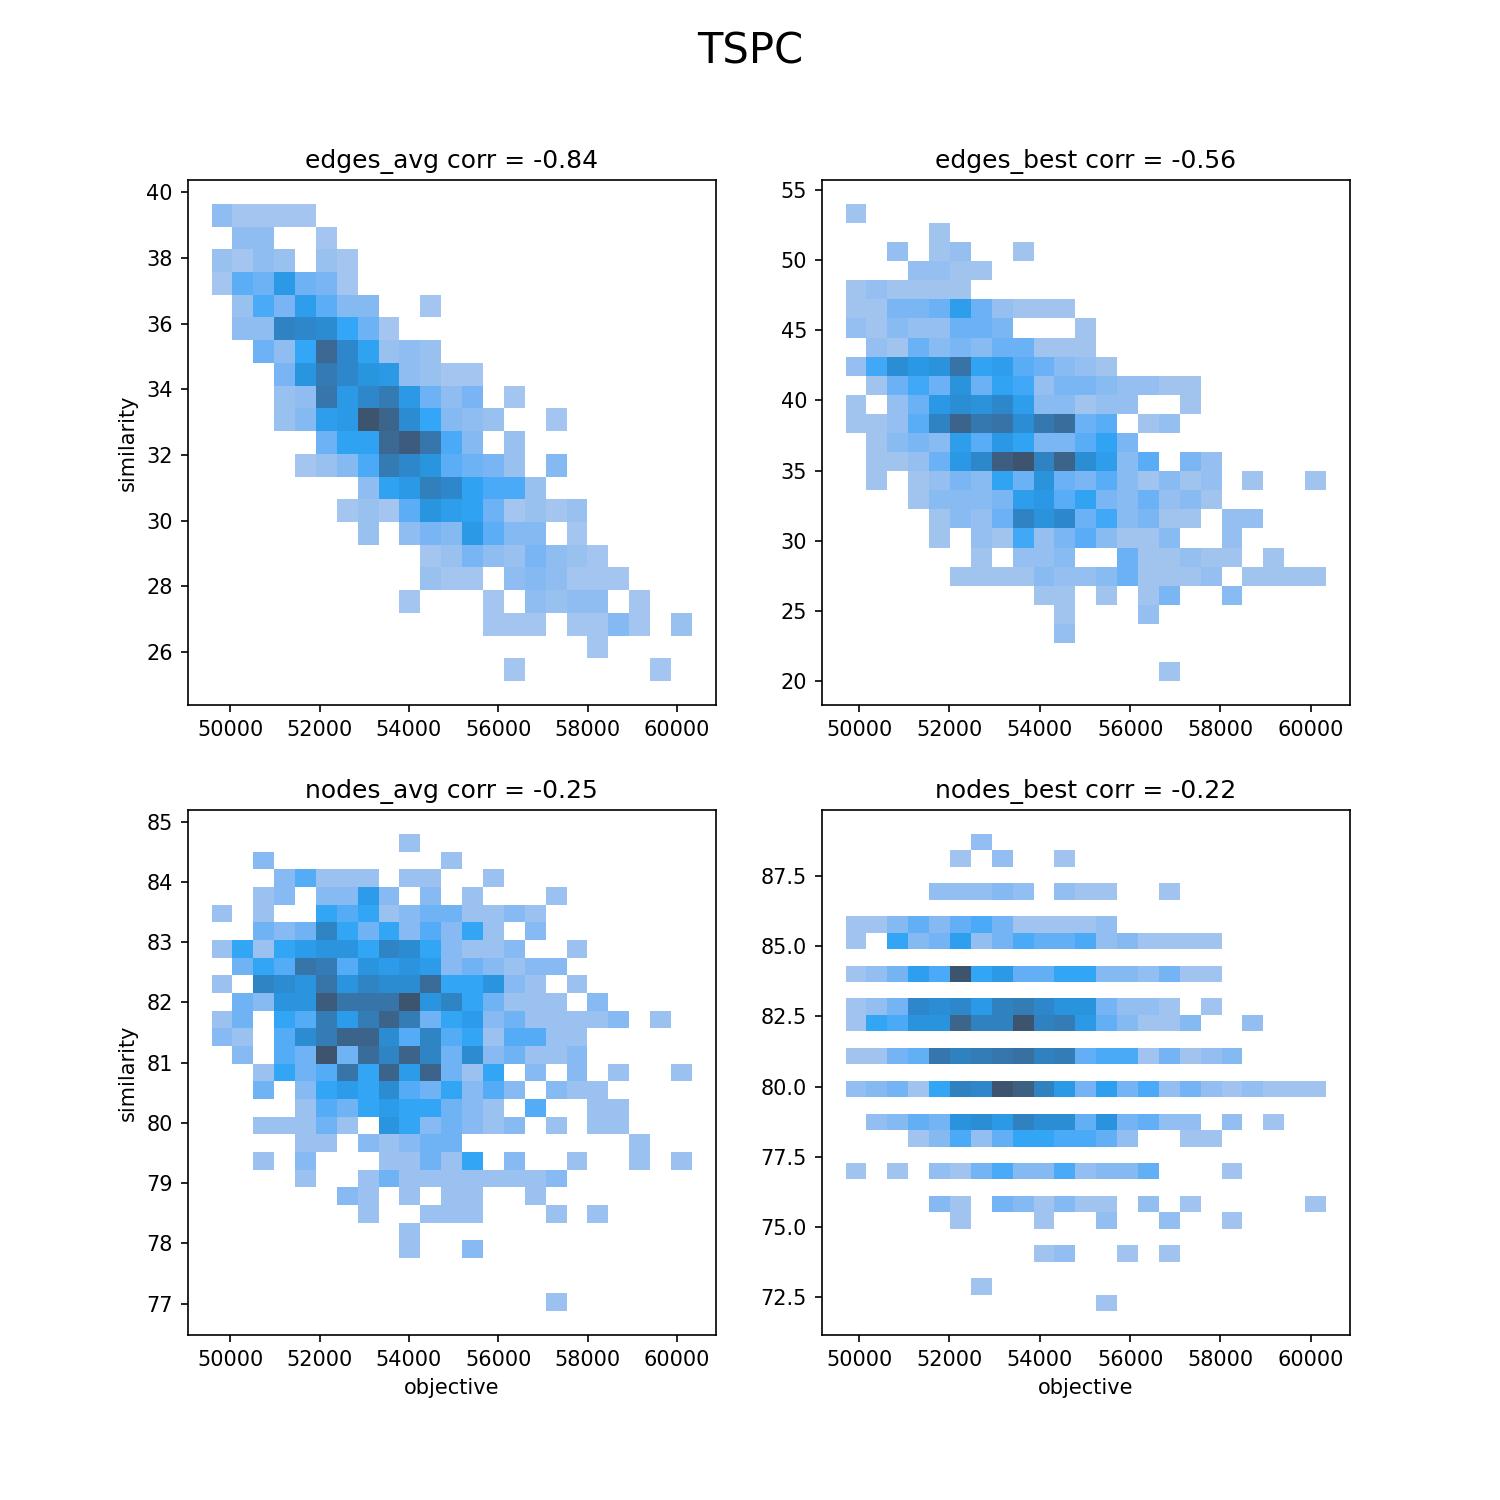 TSPC
edges_avg corr = -0.84
edges_best corr = -0.56
40
38
36
34
32
30
28
26
similarity
50000 52000 54000 56000 58000 60000
55
50
45
40
35
30
25
20
50000 52000 54000 56000 58000 60000
nodes_avg corr = -0.25
nodes_best corr = -0.22
85
84
83
82
81
80
79
78
77
similarity
50000 52000 54000 56000 58000 60000
objective
87.5
85.0
82.5
80.0
77.5
75.0
72.5
50000 52000 54000 56000 58000 60000
objective